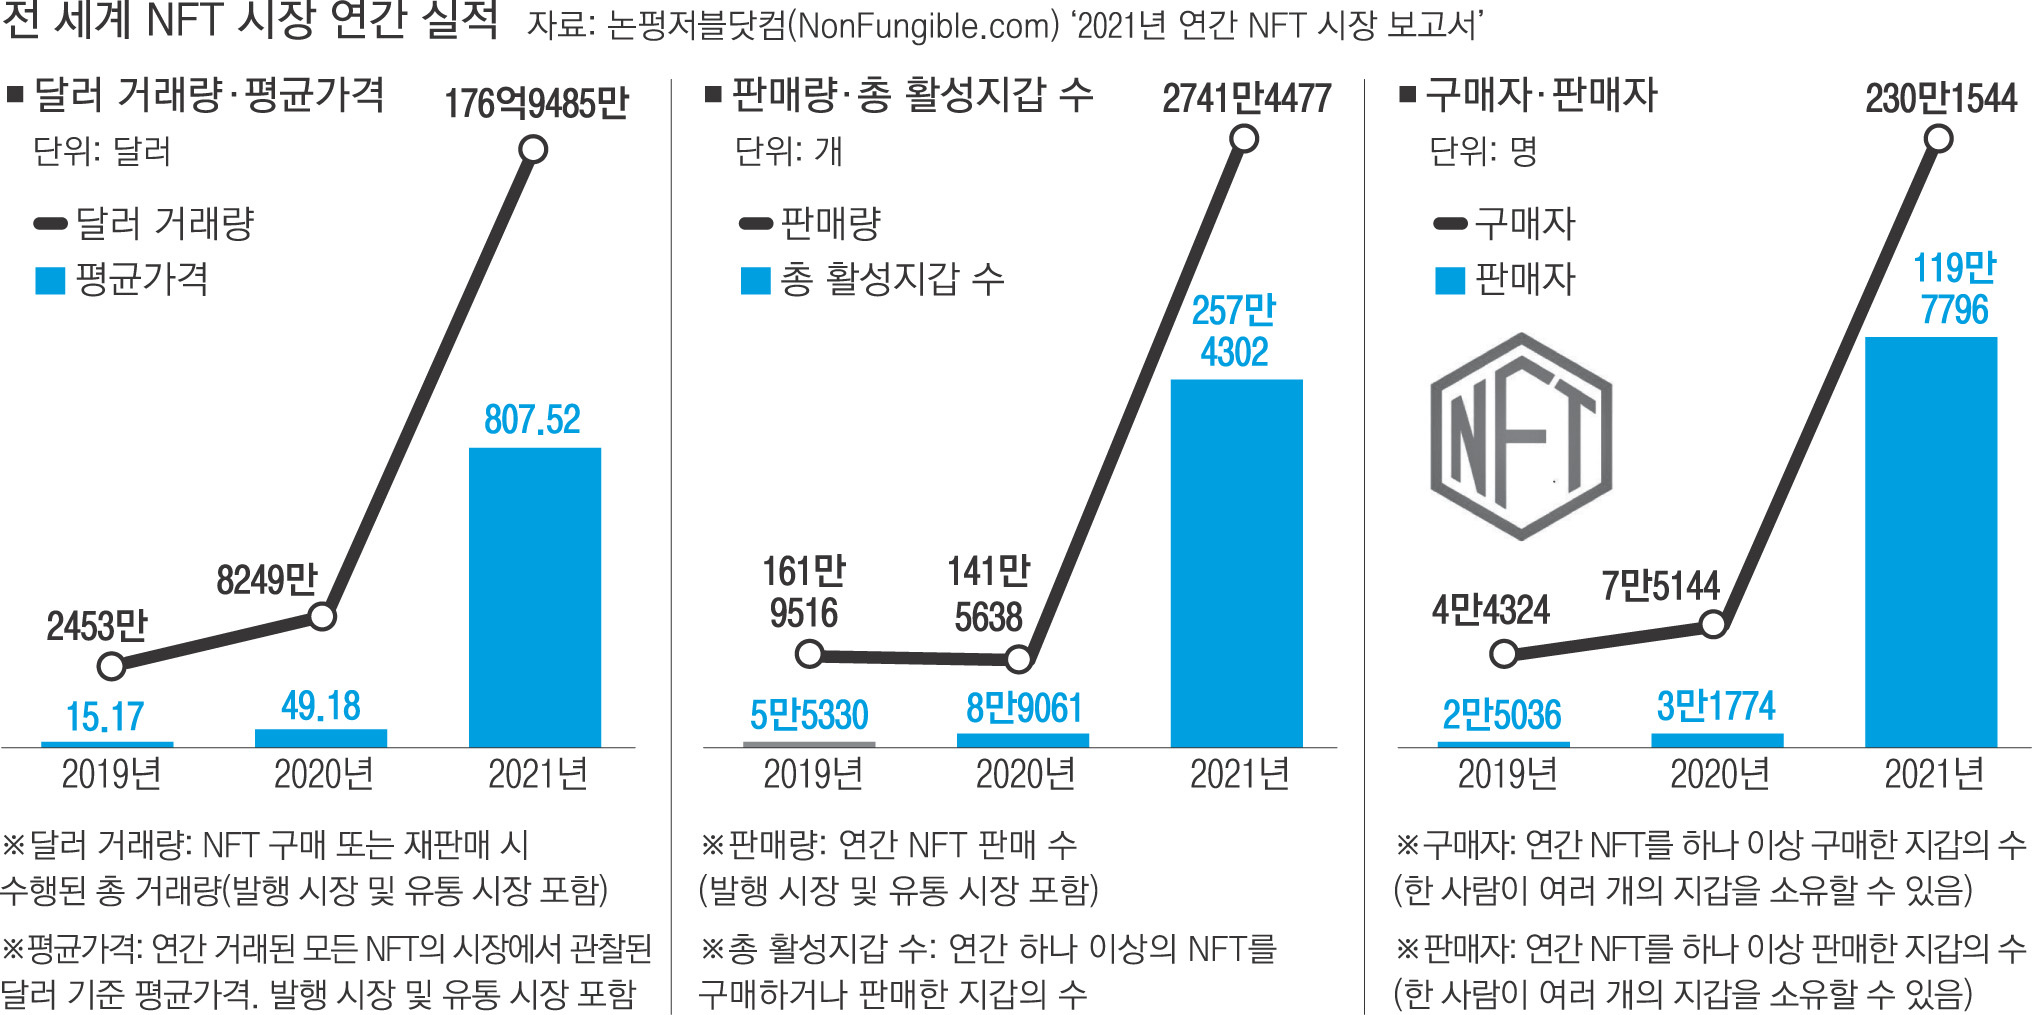 전 세계 NFT 시장 연간 실적 자료: 논펑저블닷컴(NonFungible.com) ‘2021년 연간 NFT 시장 보고서’
■ 달러 거래량·평균가격
단위: 달러
달러 거래량
평균가격
176억9485만
8249만
2453만
807.52
49.18
15.17
2019년 2020년 2021년
※달러 거래량: NFT 구매 또는 재판매 시
수행된 총 거래량(발행 시장 및 유통 시장 포함)
※평균가격: 연간 거래된 모든 NFT의 시장에서 관찰된
달러 기준 평균가격. 발행 시장 및 유통 시장 포함
■ 판매량·총 활성지갑 수
단위: 개
판매량
총 활성지갑 수
2741만4477
257만
4302
161만
9516
141만
5638
5만5330
8만9061
2019년 2020년 2021년
※판매량: 연간 NFT 판매 수
(발행 시장 및 유통 시장 포함)
※총 활성지갑 수: 연간 하나 이상의 NFT를
구매하거나 판매한 지갑의 수
■ 구매자·판매자
단위: 명
구매자
판매자
230만1544
119만
7796
NFT
7만5144
4만4324
2만5036
3만1774
2019년 2020년 2021년
※구매자: 연간 NFT를 하나 이상 구매한 지갑의 수
(한 사람이 여러 개의 지갑을 소유할 수 있음)
※판매자: 연간 NFT를 하나 이상 판매한 지갑의 수
(한 사람이 여러 개의 지갑을 소유할 수 있음)